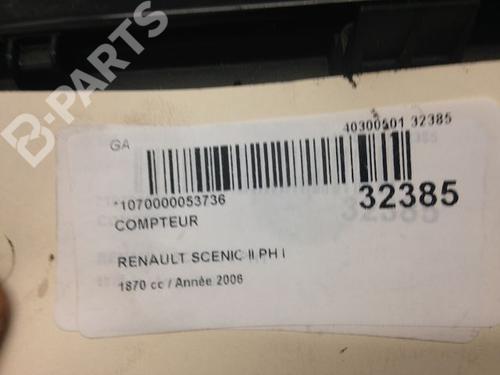 B-PARTS
40300501 32385
GA
*1070000053736
32385
COMPTEUR
RENAULT SCENIC II PH I
1870 cc / Année 2006